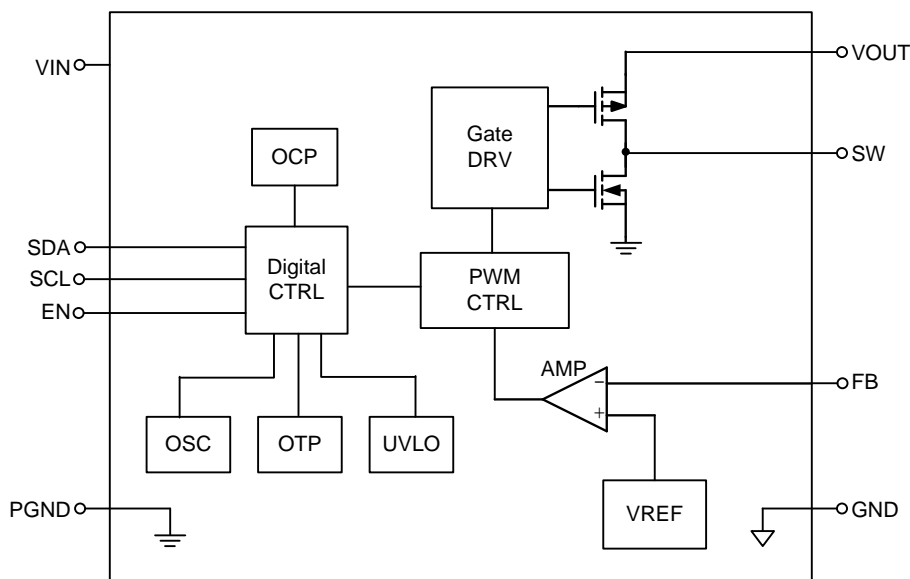 VIN
VOUT
Gate
DRV
OCP
SW
SDA
SCL
EN
Digital
CTRL
PWM
CTRL
AMP
−
+
FB
OSC
OTP
UVLO
VREF
PGND
GND